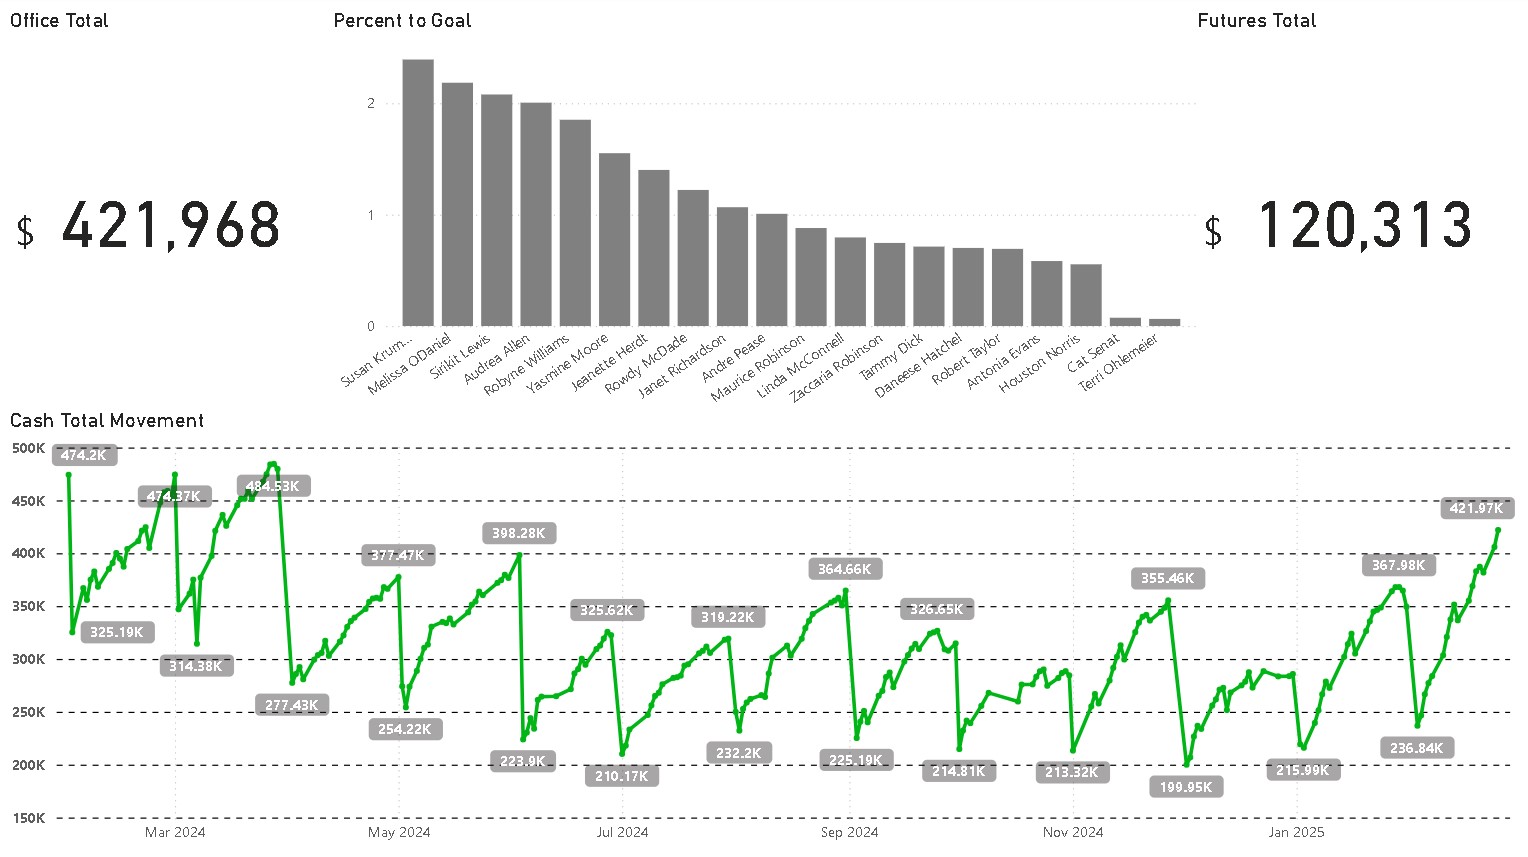 Office Total
Percent to Goal
Futures Total
2
1
0
$ 421,968
$ 120,313
Susan Krum...
Melissa ODaniel
Sirikit Lewis
Audrea Allen
Robyne Williams
Yasmine Moore
Jeanette Herdt
Rowdy McDade
Janet Richardson
Andre Pease
Maurice Robinson
Linda McConnell
Zaccaria Robinson
Tammy Dick
Daneese Hatchel
Robert Taylor
Antonia Evans
Houston Norris
Cat Senat
Terri Ohlemeier
Cash Total Movement
500K
450K
400K
350K
300K
250K
200K
150K
474.2K
325.19K
474.37K
314.38K
484.53K
277.43K
377.47K
254.22K
398.28K
223.9K
325.62K
210.17K
319.22K
232.2K
364.66K
225.19K
326.65K
214.81K
213.32K
355.46K
199.95K
215.99K
367.98K
236.84K
421.97K
Mar 2024
May 2024
Jul 2024
Sep 2024
Nov 2024
Jan 2025